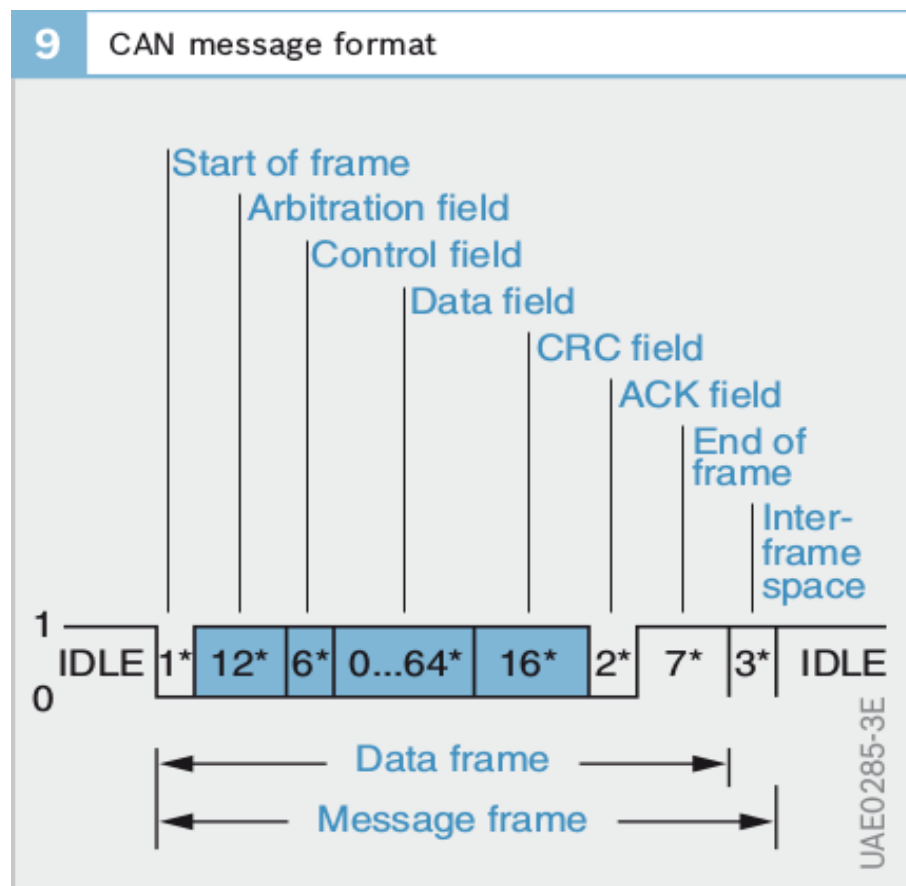 9 CAN message format
Start of frame
Arbitration field
Control field
Data field
CRC field
ACK field
End of
frame
Inter-
frame
space
1
IDLE 1* 12* 6* 0...64* 16* 2* 7* 3* IDLE
0
Data frame
Message frame
UAE0285-3E